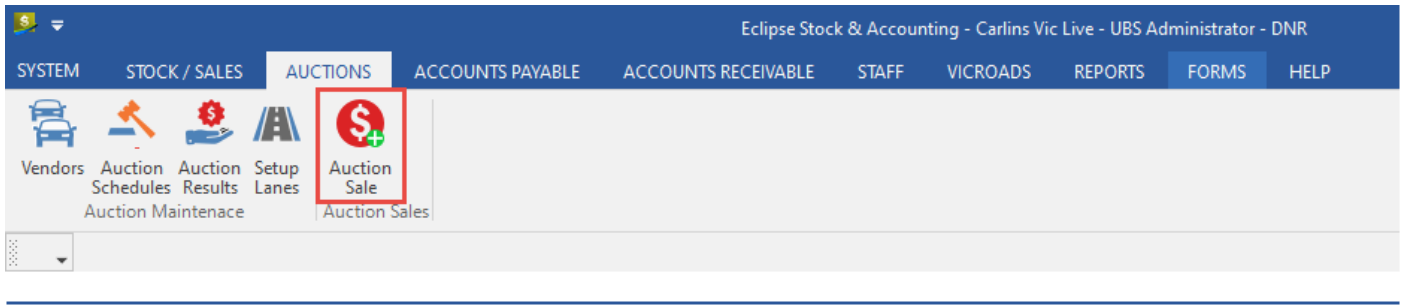 Eclipse Stock & Accounting - Carlins Vic Live - UBS Administrator - DNR
SYSTEM STOCK / SALES AUCTIONS ACCOUNTS PAYABLE ACCOUNTS RECEIVABLE STAFF VICROADS REPORTS FORMS HELP
Vendors Auction Auction Setup Auction
Schedules Results Lanes Sale
Auction Maintenace Auction Sales